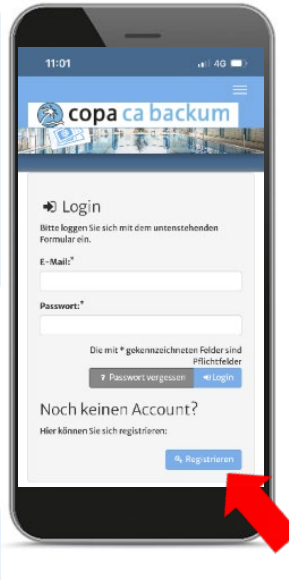 11:01
4G
copa ca backum
Login
Bitte loggen Sie sich mit dem untenstehenden
Formular ein.
E-Mail:*
Passwort:*
Die mit * gekennzeichneten Felder sind
Pflichtfelder
? Passwort vergessen
Login
Noch keinen Account?
Hier können Sie sich registrieren:
Registrieren